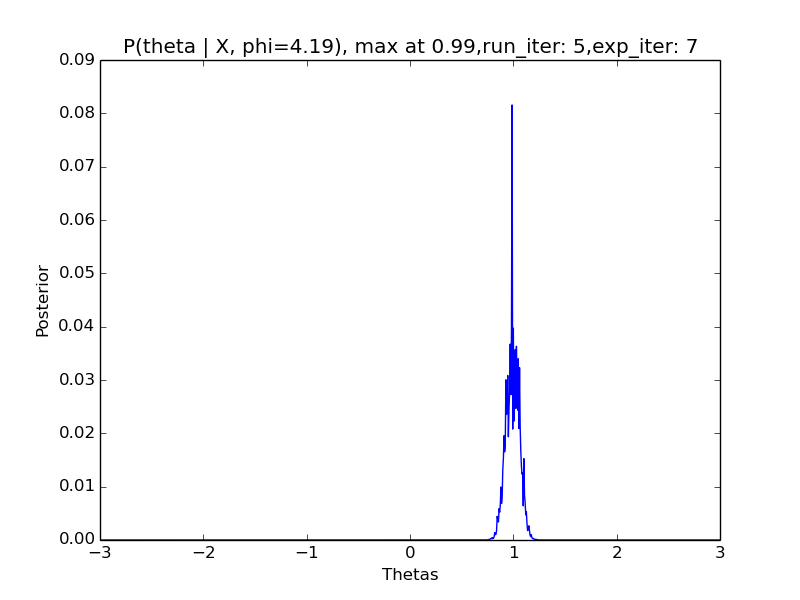 P(theta | X, phi=4.19), max at 0.99,run_iter: 5,exp_iter: 7
0.09
0.08
0.07
0.06
0.05
0.04
0.03
0.02
0.01
0.00
Posterior
−3 −2 −1 0 1 2 3
Thetas